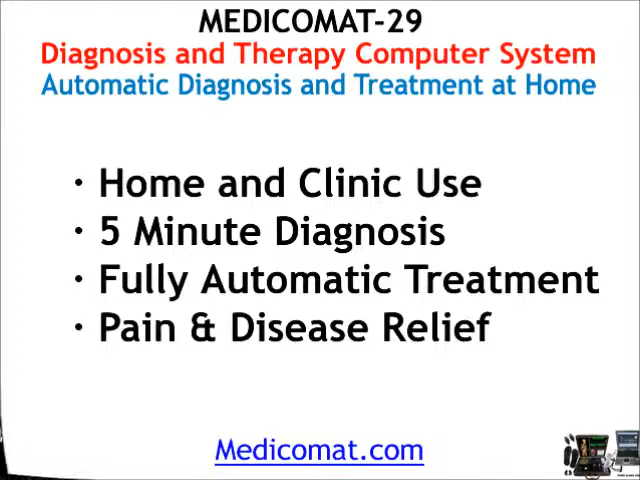 MEDICOMAT-29
Diagnosis and Therapy Computer System
Automatic Diagnosis and Treatment at Home
· Home and Clinic Use
· 5 Minute Diagnosis
· Fully Automatic Treatment
· Pain & Disease Relief
Medicomat.com